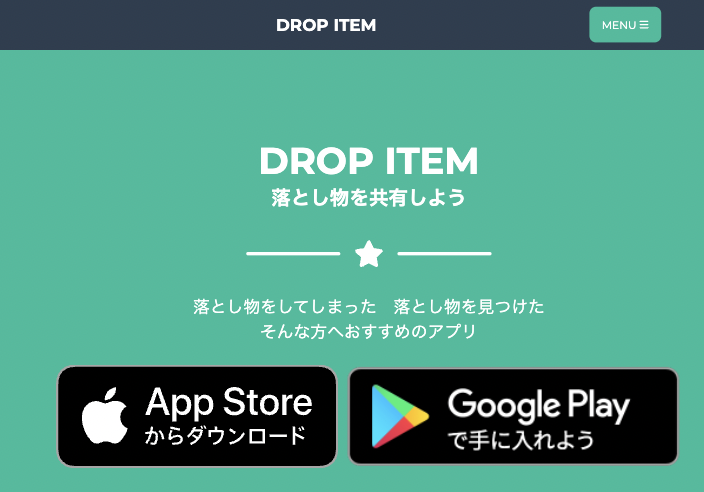 DROP ITEM
MENU ☰
DROP ITEM
落とし物を共有しよう
落とし物をしてしまった　落とし物を見つけた
そんな方へおすすめのアプリ
App Store
からダウンロード
Google Play
で手に入れよう